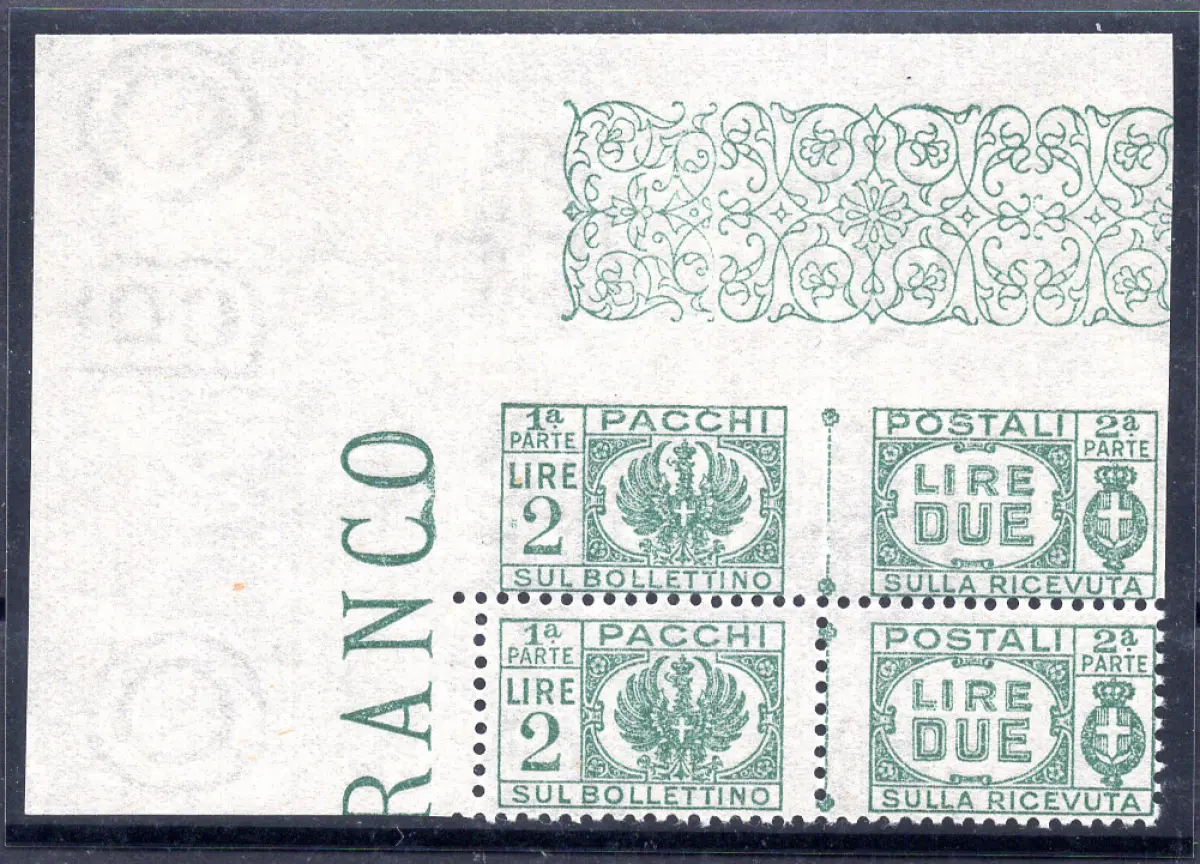 1a. PARTE
LIRE
2
PACCHI
SUL BOLLETTINO
POSTALI
2a. PARTE
LIRE
DUE
SULLA RICEVUTA
1a. PARTE
LIRE
2
PACCHI
SUL BOLLETTINO
POSTALI
2a. PARTE
LIRE
DUE
SULLA RICEVUTA
RANCO